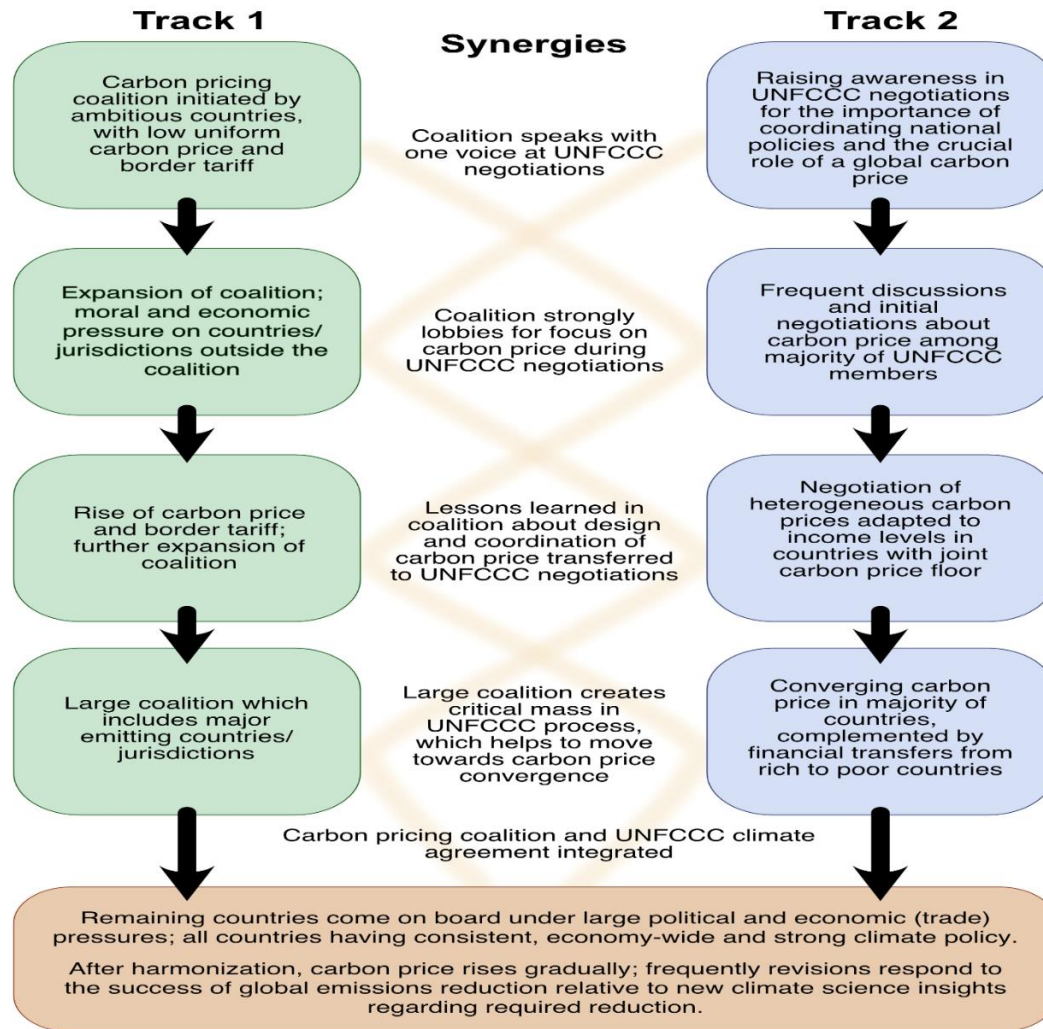 Track 1
Synergies
Track 2
Carbon pricing
coalition initiated by
ambitious countries,
with low uniform
carbon price and
border tariff
Coalition speaks with
one voice at UNFCCC
negotiations
Raising awareness in
UNFCCC negotiations
for the importance of
coordinating national
policies and the crucial
role of a global carbon
price
Expansion of coalition;
moral and economic
pressure on countries/
jurisdictions outside the
coalition
Coalition strongly
lobbies for focus on
carbon price during
UNFCCC negotiations
Frequent discussions
and initial
negotiations about
carbon price among
majority of UNFCCC
members
Rise of carbon price
and border tariff;
further expansion of
coalition
Lessons learned in
coalition about design
and coordination of
carbon price transferred
to UNFCCC negotiations
Negotiation of
heterogeneous carbon
prices adapted to
income levels in
countries with joint
carbon price floor
Large coalition which
includes major
emitting countries/
jurisdictions
Large coalition creates
critical mass in
UNFCCC process,
which helps to move
towards carbon price
convergence
Converging carbon
price in majority of
countries,
complemented by
financial transfers from
rich to poor countries
Carbon pricing coalition and UNFCCC climate
agreement integrated
Remaining countries come on board under large political and economic (trade)
pressures; all countries having consistent, economy-wide and strong climate policy.
After harmonization, carbon price rises gradually; frequently revisions respond to
the success of global emissions reduction relative to new climate science insights
regarding required reduction.